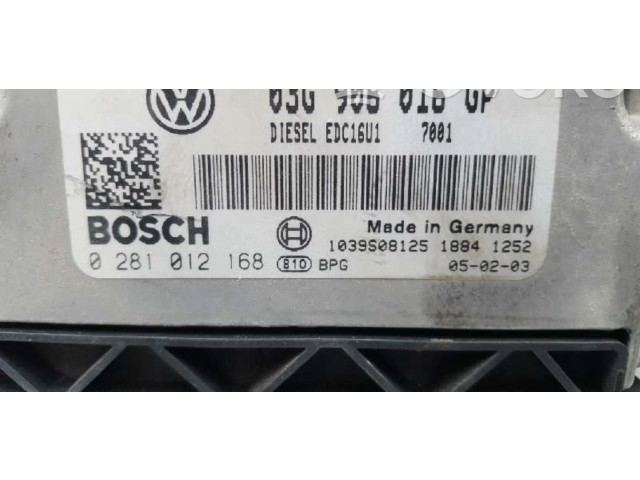 03G 906 016 GP
DIESEL EDC16U1 7001
BOSCH
Made in Germany
1039S08125 1884 1252
0 281 012 168 810 BPG 05-02-03